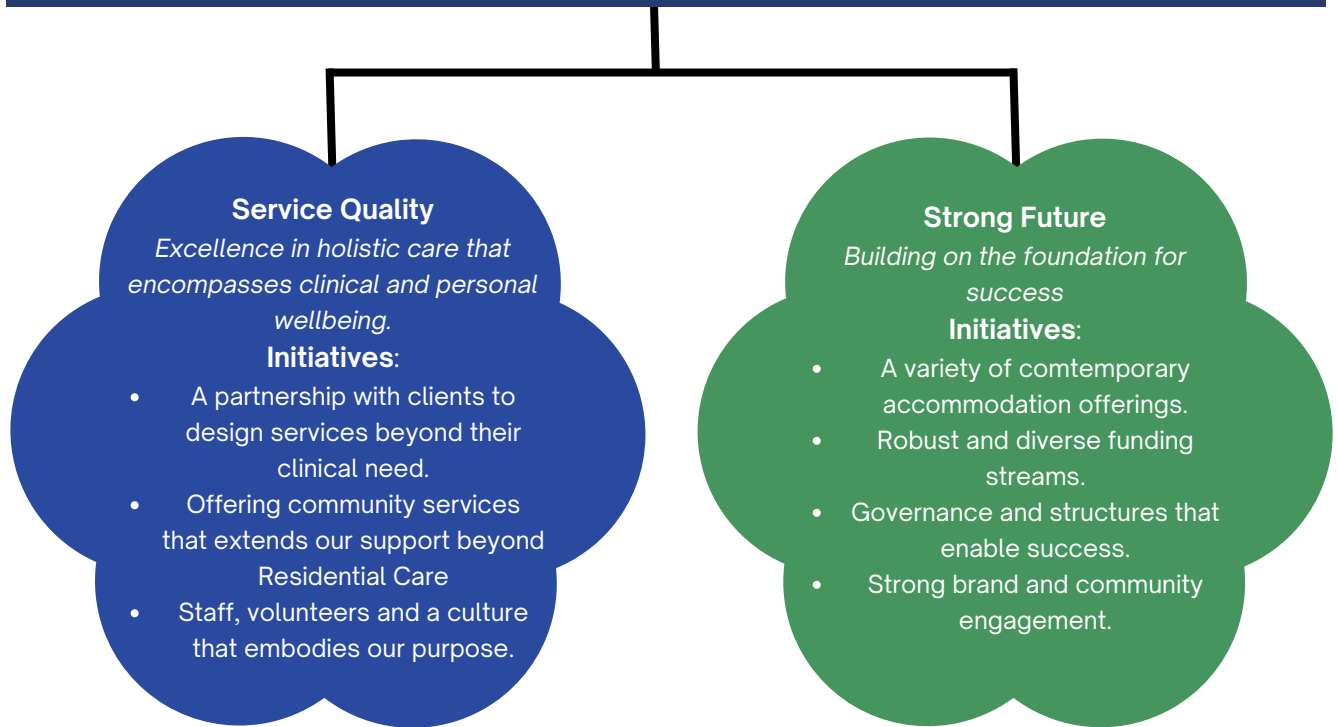 Service Quality
Excellence in holistic care that
encompasses clinical and personal
wellbeing.
Initiatives:
• A partnership with clients to
design services beyond their
clinical need.
• Offering community services
that extends our support beyond
Residential Care
• Staff, volunteers and a culture
that embodies our purpose.
Strong Future
Building on the foundation for
success
Initiatives:
• A variety of comtemporary
accommodation offerings.
• Robust and diverse funding
streams.
• Governance and structures that
enable success.
• Strong brand and community
engagement.